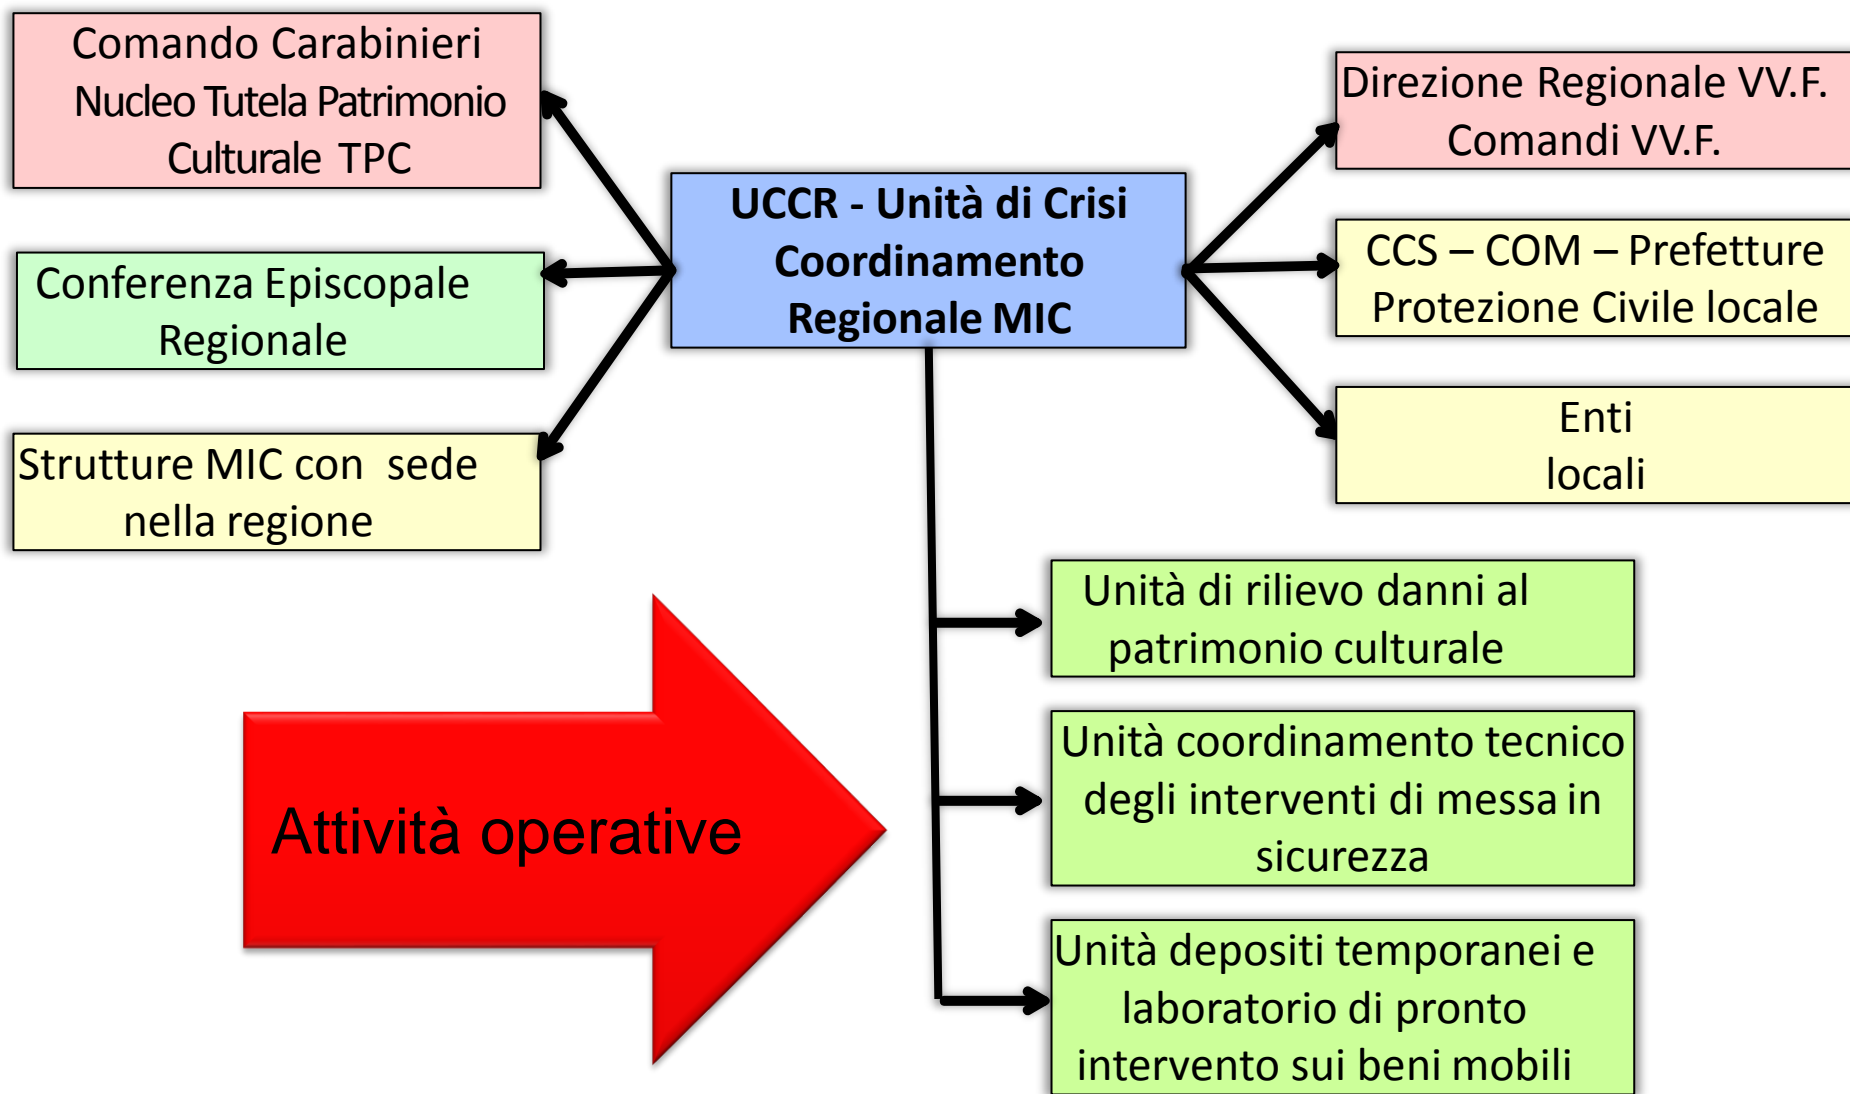 Comando Carabinieri
Nucleo Tutela Patrimonio
Culturale TPC
Conferenza Episcopale
Regionale
Strutture MIC con sede
nella regione
UCCR - Unità di Crisi
Coordinamento
Regionale MIC
Direzione Regionale VV.F.
Comandi VV.F.
CCS – COM – Prefetture
Protezione Civile locale
Enti
locali
Attività operative
Unità di rilievo danni al
patrimonio culturale
Unità coordinamento tecnico
degli interventi di messa in
sicurezza
Unità depositi temporanei e
laboratorio di pronto
intervento sui beni mobili